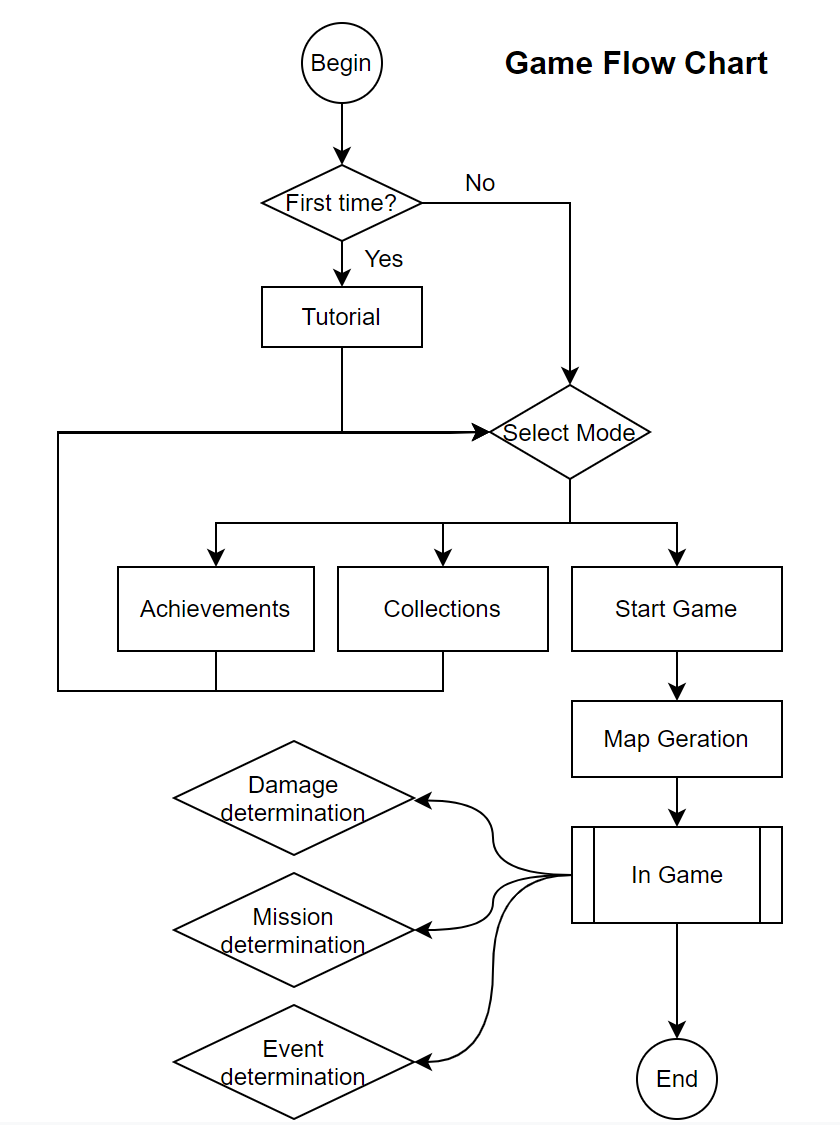 Begin
Game Flow Chart
First time?
No
Yes
Tutorial
Select Mode
Achievements
Collections
Start Game
Map Geration
Damage
determination
In Game
Mission
determination
Event
determination
End